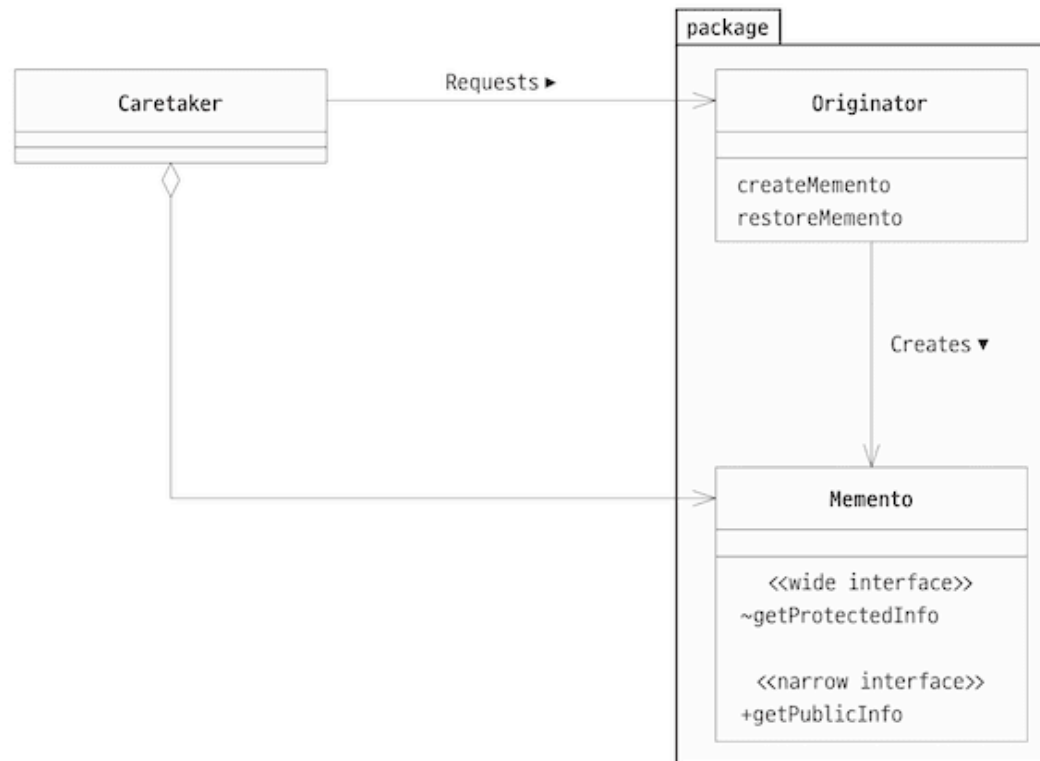 package
Caretaker
Requests ►
Originator
createMemento
restoreMemento
Creates ▼
Memento
<<wide interface>>
~getProtectedInfo
<<narrow interface>>
+getPublicInfo